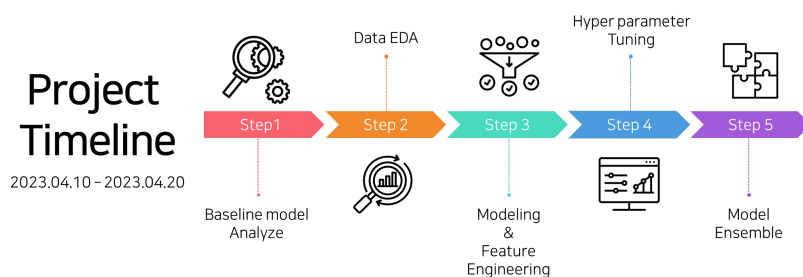 Project
Timeline
2023.04.10 – 2023.04.20
Step1
Baseline model
Analyze
Data EDA
Step 2
Step 3
Modeling
&
Feature
Engineering
Hyper parameter
Tuning
Step 4
Step 5
Model
Ensemble